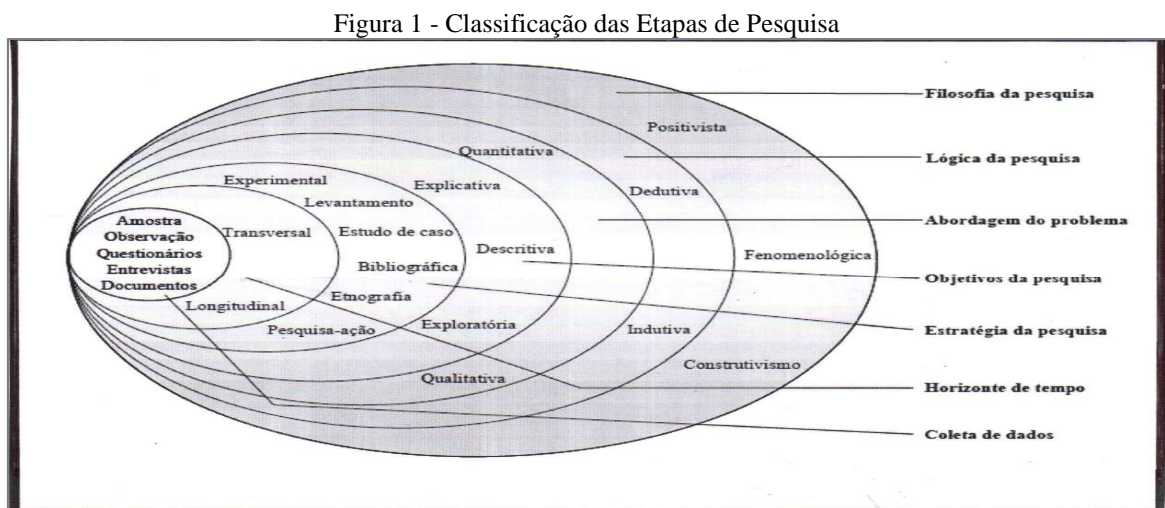 Figura 1 - Classificação das Etapas de Pesquisa
Filosofia da pesquisa
Positivista
Quantitativa
Lógica da pesquisa
Experimental
Explicativa
Dedutiva
Levantamento
Amostra
Abordagem do problema
Observação
Transversal
Estudo de caso
Questionários
Descritiva
Fenomenológica
Entrevistas
Bibliográfica
Objetivos da pesquisa
Documentos
Etnografia
Longitudinal
Pesquisa-ação
Exploratória
Indutiva
Estratégia da pesquisa
Construtivismo
Qualitativa
Horizonte de tempo
Coleta de dados